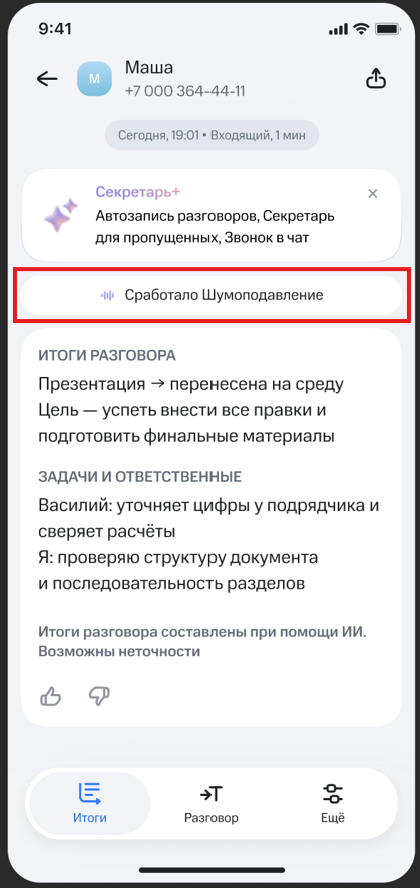 9:41
М
Маша
+7 000 364-44-11
Сегодня, 19:01 • Входящий, 1 мин
Секретарь+
Автозапись разговоров, Секретарь
для пропущенных, Звонок в чат
Сработало Шумоподавление
ИТОГИ РАЗГОВОРА
Презентация → перенесена на среду
Цель — успеть внести все правки и
подготовить финальные материалы
ЗАДАЧИ И ОТВЕТСТВЕННЫЕ
Василий: уточняет цифры у подрядчика и
сверяет расчёты
Я: проверяю структуру документа
и последовательность разделов
Итоги разговора составлены при помощи ИИ.
Возможны неточности
Итоги
Разговор
Ещё